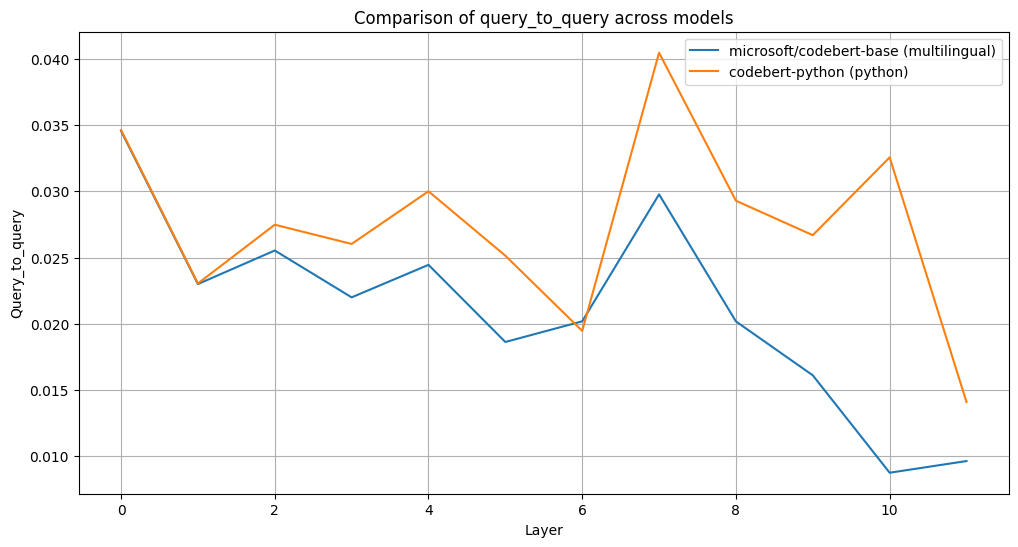 Comparison of query_to_query across models
microsoft/codebert-base (multilingual)
codebert-python (python)
Query_to_query
0.040
0.035
0.030
0.025
0.020
0.015
0.010
0 2 4 6 8 10
Layer